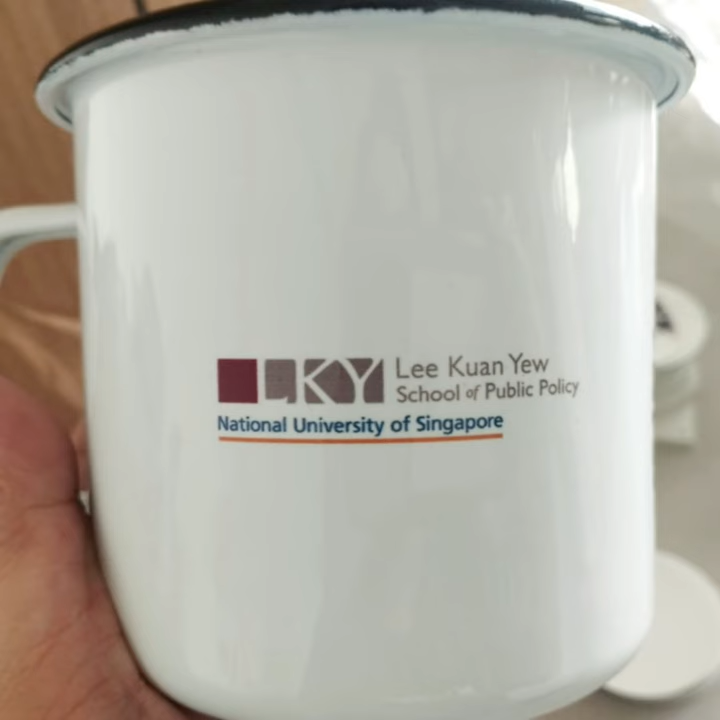 LKY Lee Kuan Yew
School of Public Policy
National University of Singapore